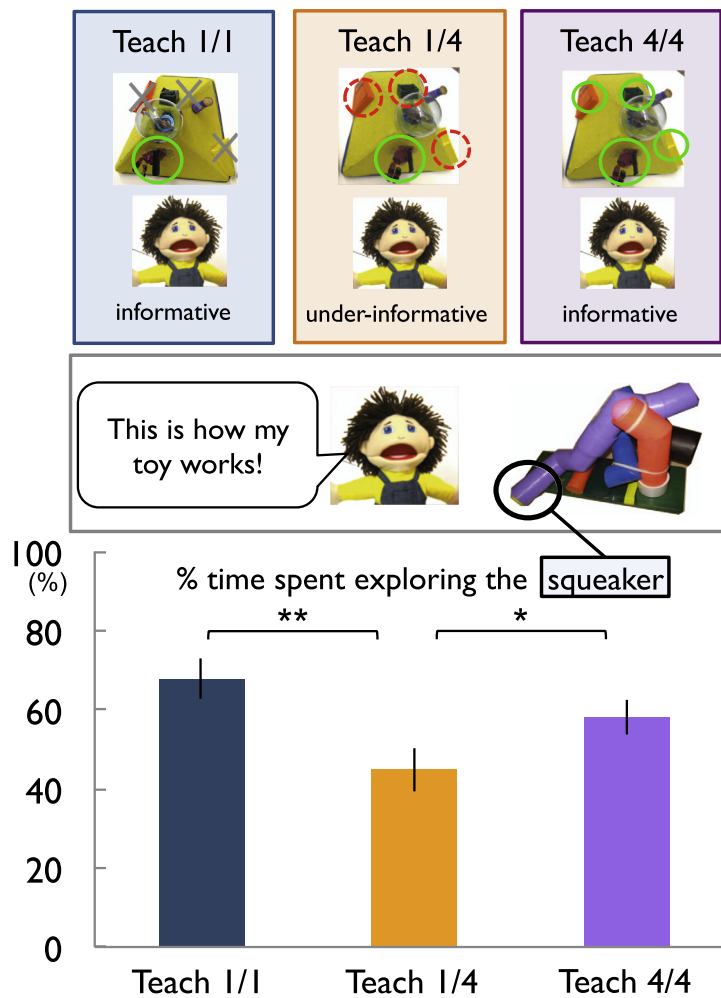 Teach 1/1
Teach 1/4
Teach 4/4
informative
under-informative
informative
This is how my
toy works!
100
(%)
% time spent exploring the squeaker
**
*
80
60
40
20
0
Teach 1/1
Teach 1/4
Teach 4/4